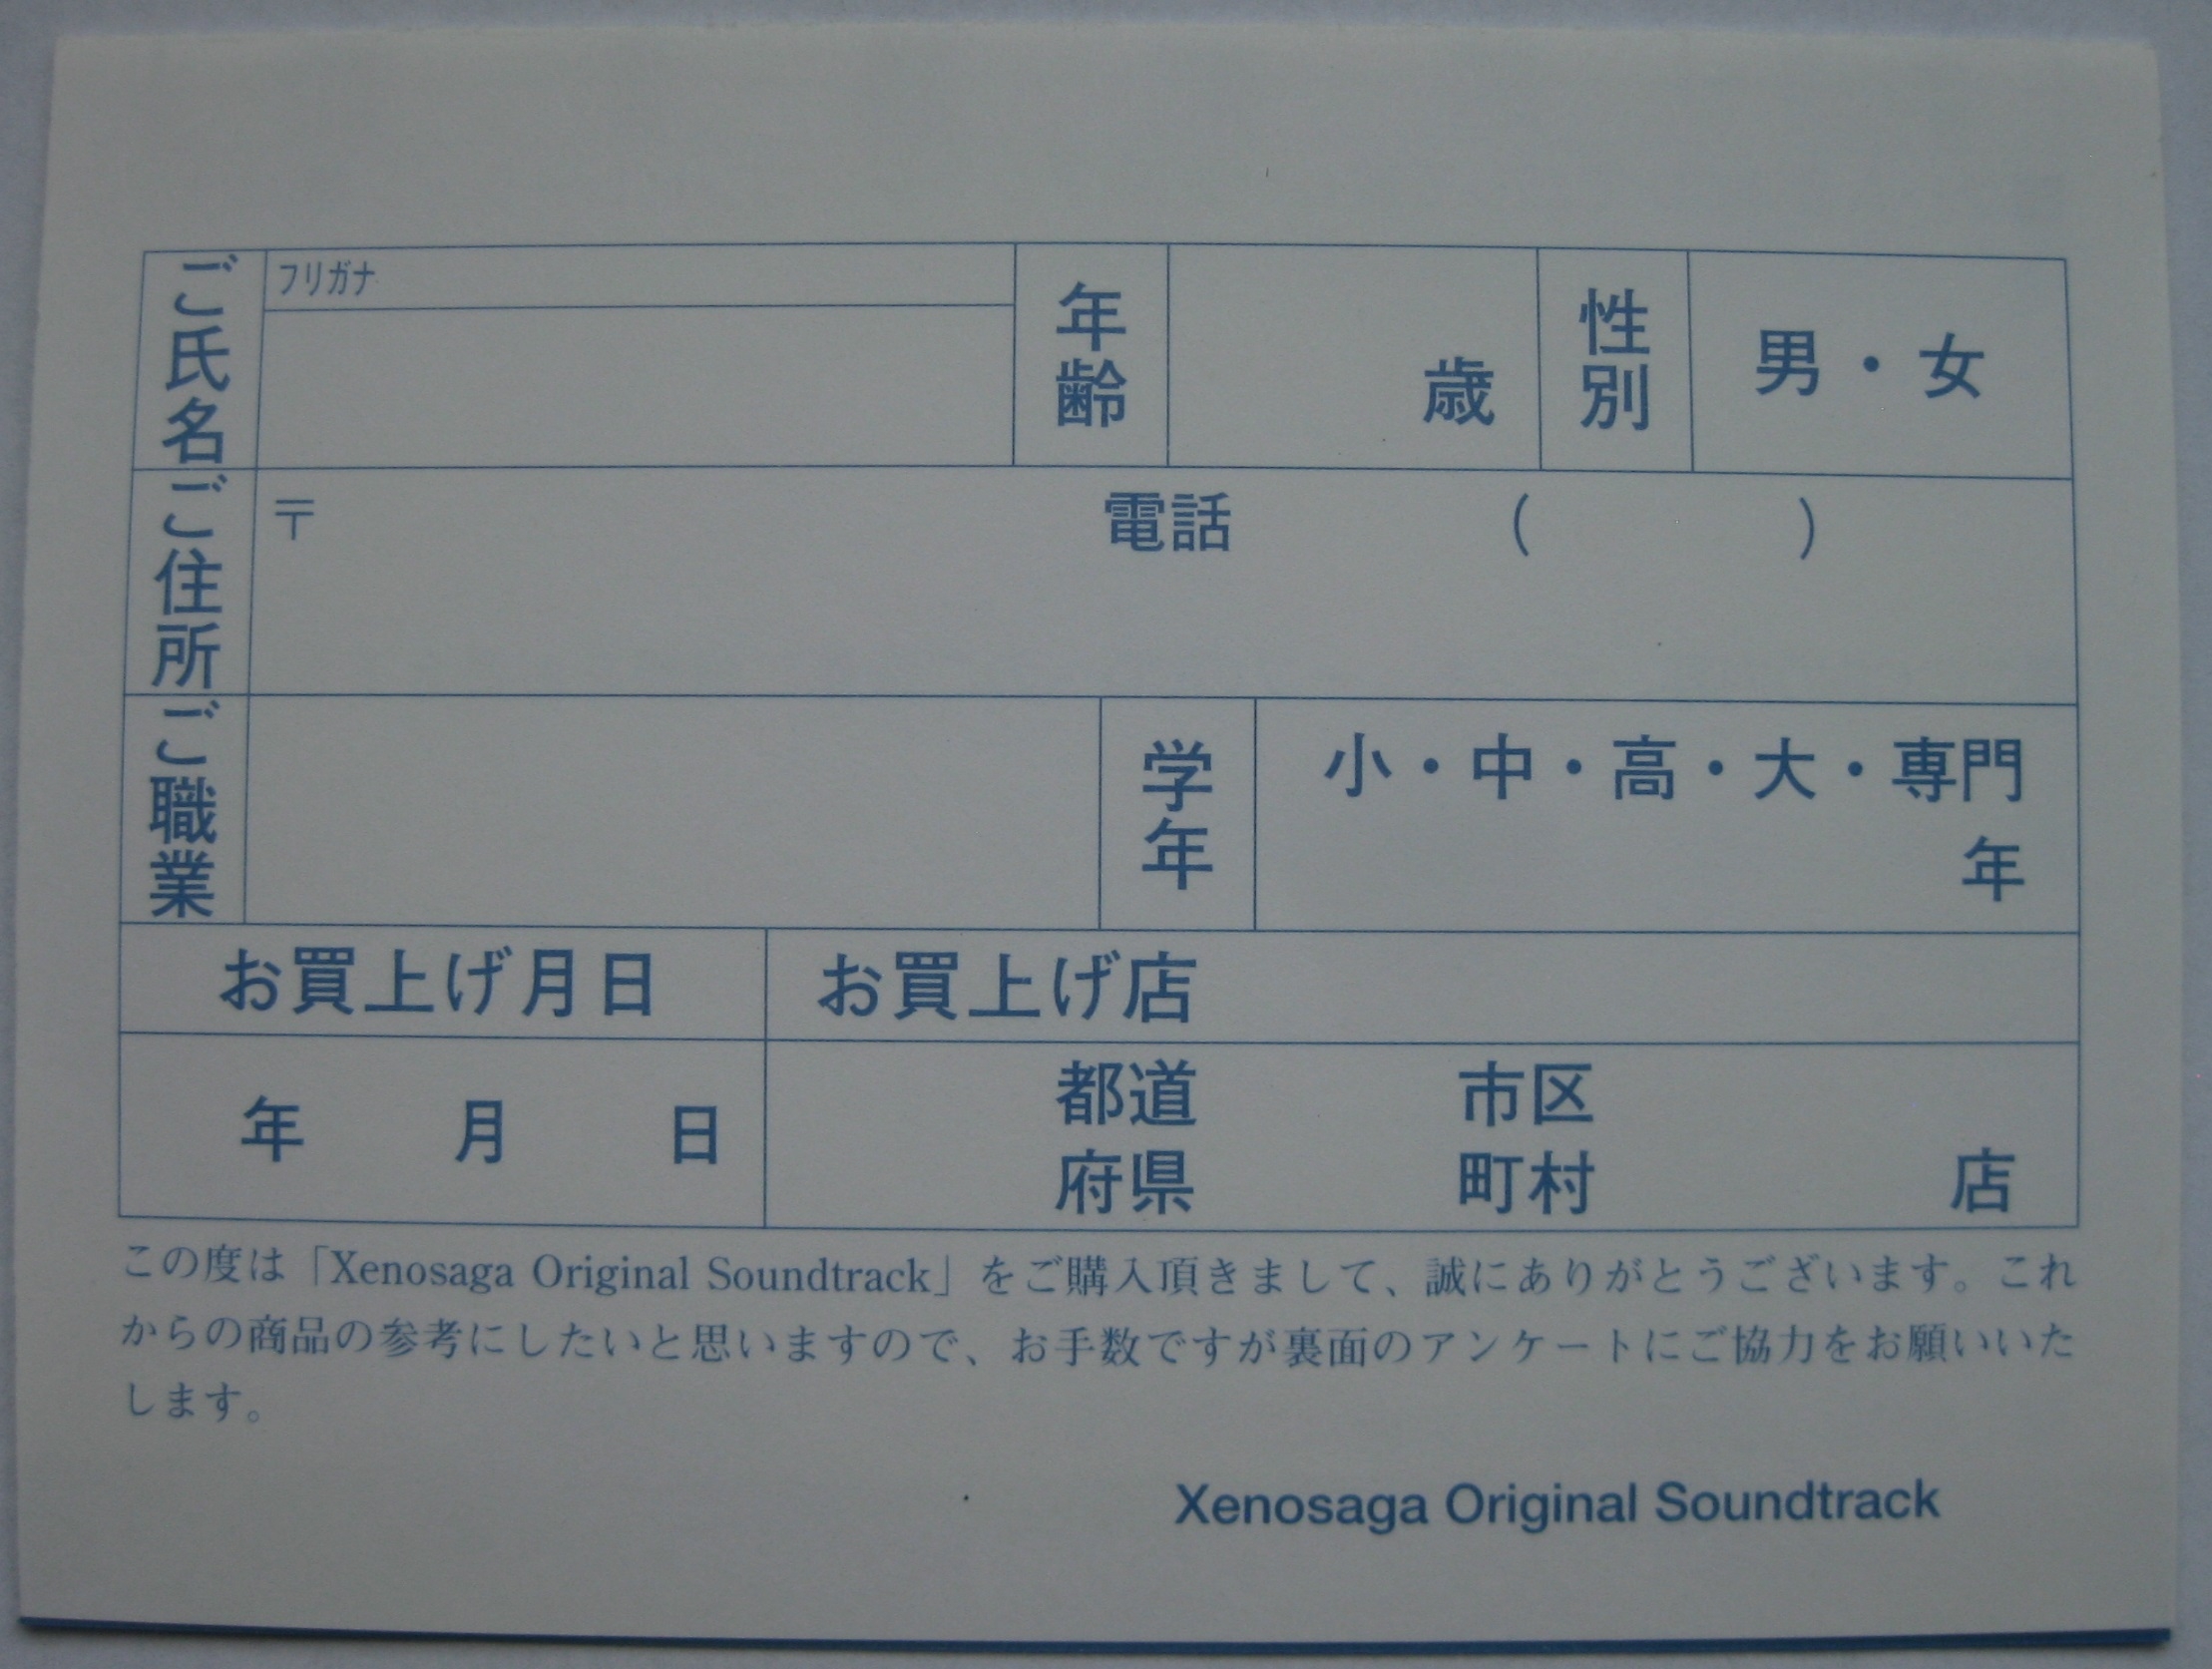 ご氏名
フリガナ
年齢
歳
性別
男・女
ご住所
〒
電話 ( )
ご職業
学年
小・中・高・大・専門
年
お買上げ月日
お買上げ店
年 月 日
都道 市区
府県 町村 店
この度は「Xenosaga Original Soundtrack」をご購入頂きまして、誠にありがとうございます。これ
からの商品の参考にしたいと思いますので、お手数ですが裏面のアンケートにご協力をお願いいた
します。
Xenosaga Original Soundtrack